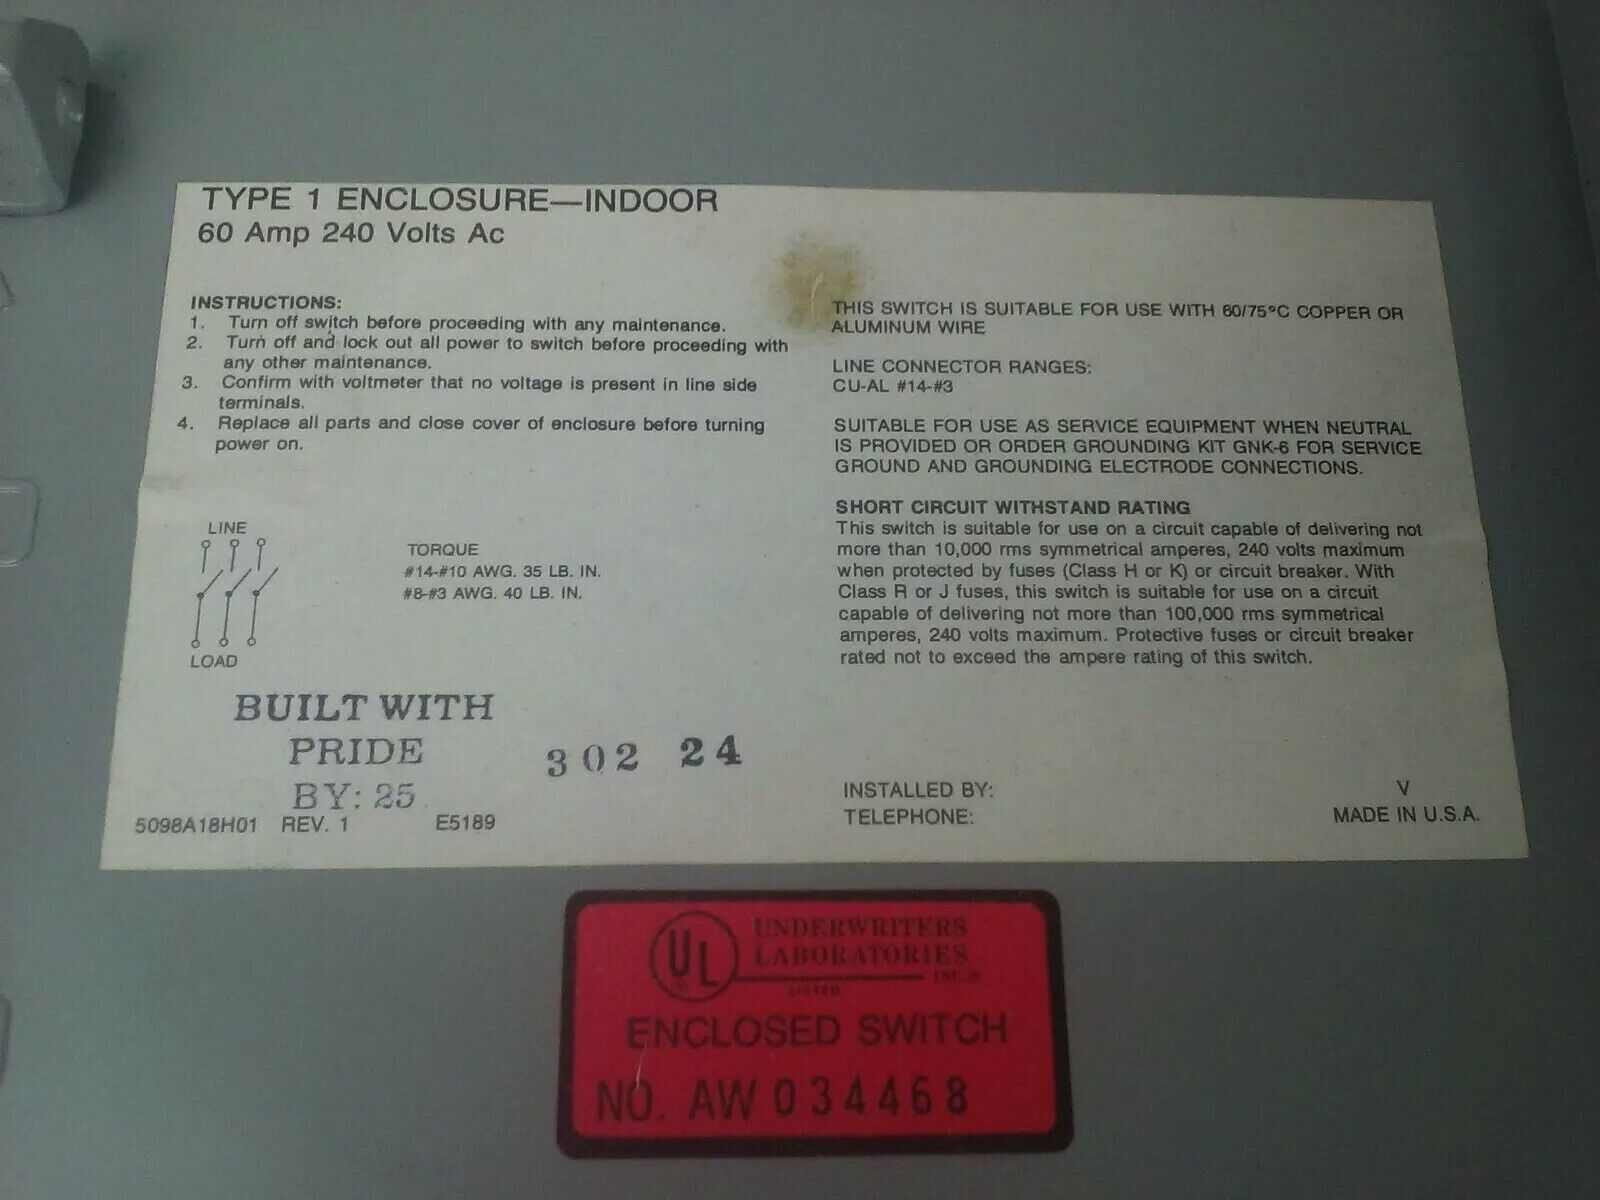 TYPE 1 ENCLOSURE—INDOOR
60 Amp 240 Volts Ac
INSTRUCTIONS:
1. Turn off switch before proceeding with any maintenance.
2. Turn off and lock out all power to switch before proceeding with
any other maintenance.
3. Confirm with voltmeter that no voltage is present in line side
terminals.
4. Replace all parts and close cover of enclosure before turning
power on.
LINE
LOAD
TORQUE
#14-#10 AWG. 35 LB. IN.
#8-#3 AWG. 40 LB. IN.
BUILT WITH
PRIDE
BY: 25
302 24
5098A18H01 REV. 1 E5189
THIS SWITCH IS SUITABLE FOR USE WITH 60/75°C COPPER OR
ALUMINUM WIRE
LINE CONNECTOR RANGES:
CU-AL #14-#3
SUITABLE FOR USE AS SERVICE EQUIPMENT WHEN NEUTRAL
IS PROVIDED OR ORDER GROUNDING KIT GNK-6 FOR SERVICE
GROUND AND GROUNDING ELECTRODE CONNECTIONS.
SHORT CIRCUIT WITHSTAND RATING
This switch is suitable for use on a circuit capable of delivering not
more than 10,000 rms symmetrical amperes, 240 volts maximum
when protected by fuses (Class H or K) or circuit breaker. With
Class R or J fuses, this switch is suitable for use on a circuit
capable of delivering not more than 100,000 rms symmetrical
amperes, 240 volts maximum. Protective fuses or circuit breaker
rated not to exceed the ampere rating of this switch.
INSTALLED BY:
TELEPHONE:
V
MADE IN U.S.A.
UL
UNDERWRITERS
LABORATORIES
INC.®
LISTED
ENCLOSED SWITCH
NO. AW 034468